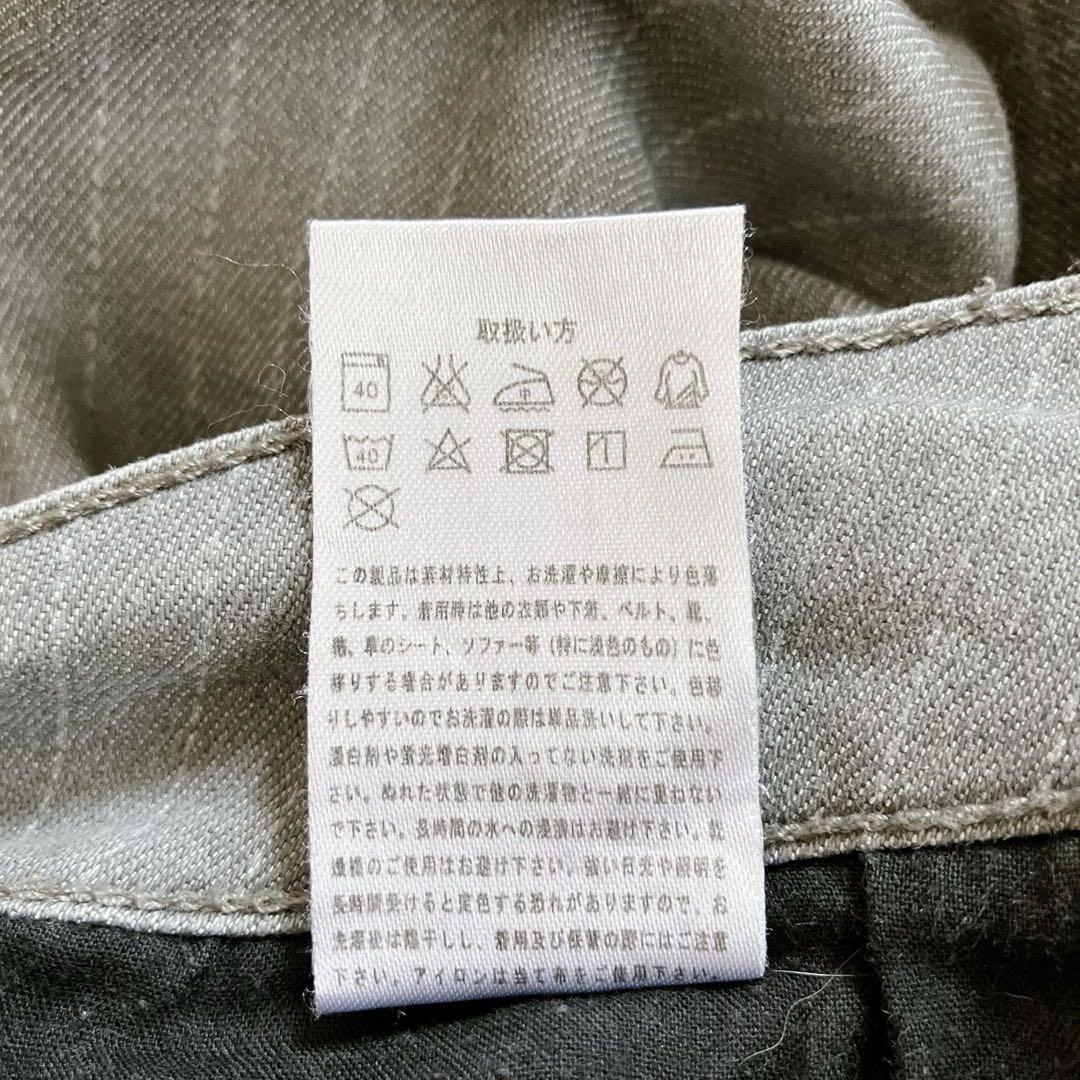 取扱い方
40
中
40
1
この製品は素材特性上、お洗濯や摩擦により色落
ちします。着用時は他の衣類や下着、ベルト、靴、
鞄、車のシート、ソファー等（特に淡色のもの）に色
移りする場合がありますのでご注意下さい。色移
りしやすいのでお洗濯の際は単品洗いして下さい。
漂白剤や蛍光増白剤の入ってない洗剤をご使用下
さい。ぬれた状態で他の洗濯物と一緒に重ねない
で下さい。長時間の水への浸漬はお避け下さい。乾
燥機のご使用はお避け下さい。強い日光や照明を
長時間受けると変色する恐れがありますので、お
洗濯後は陰干しし、着用及び保管の際にはご注意
下さい。アイロンは当て布をご使用下さい。